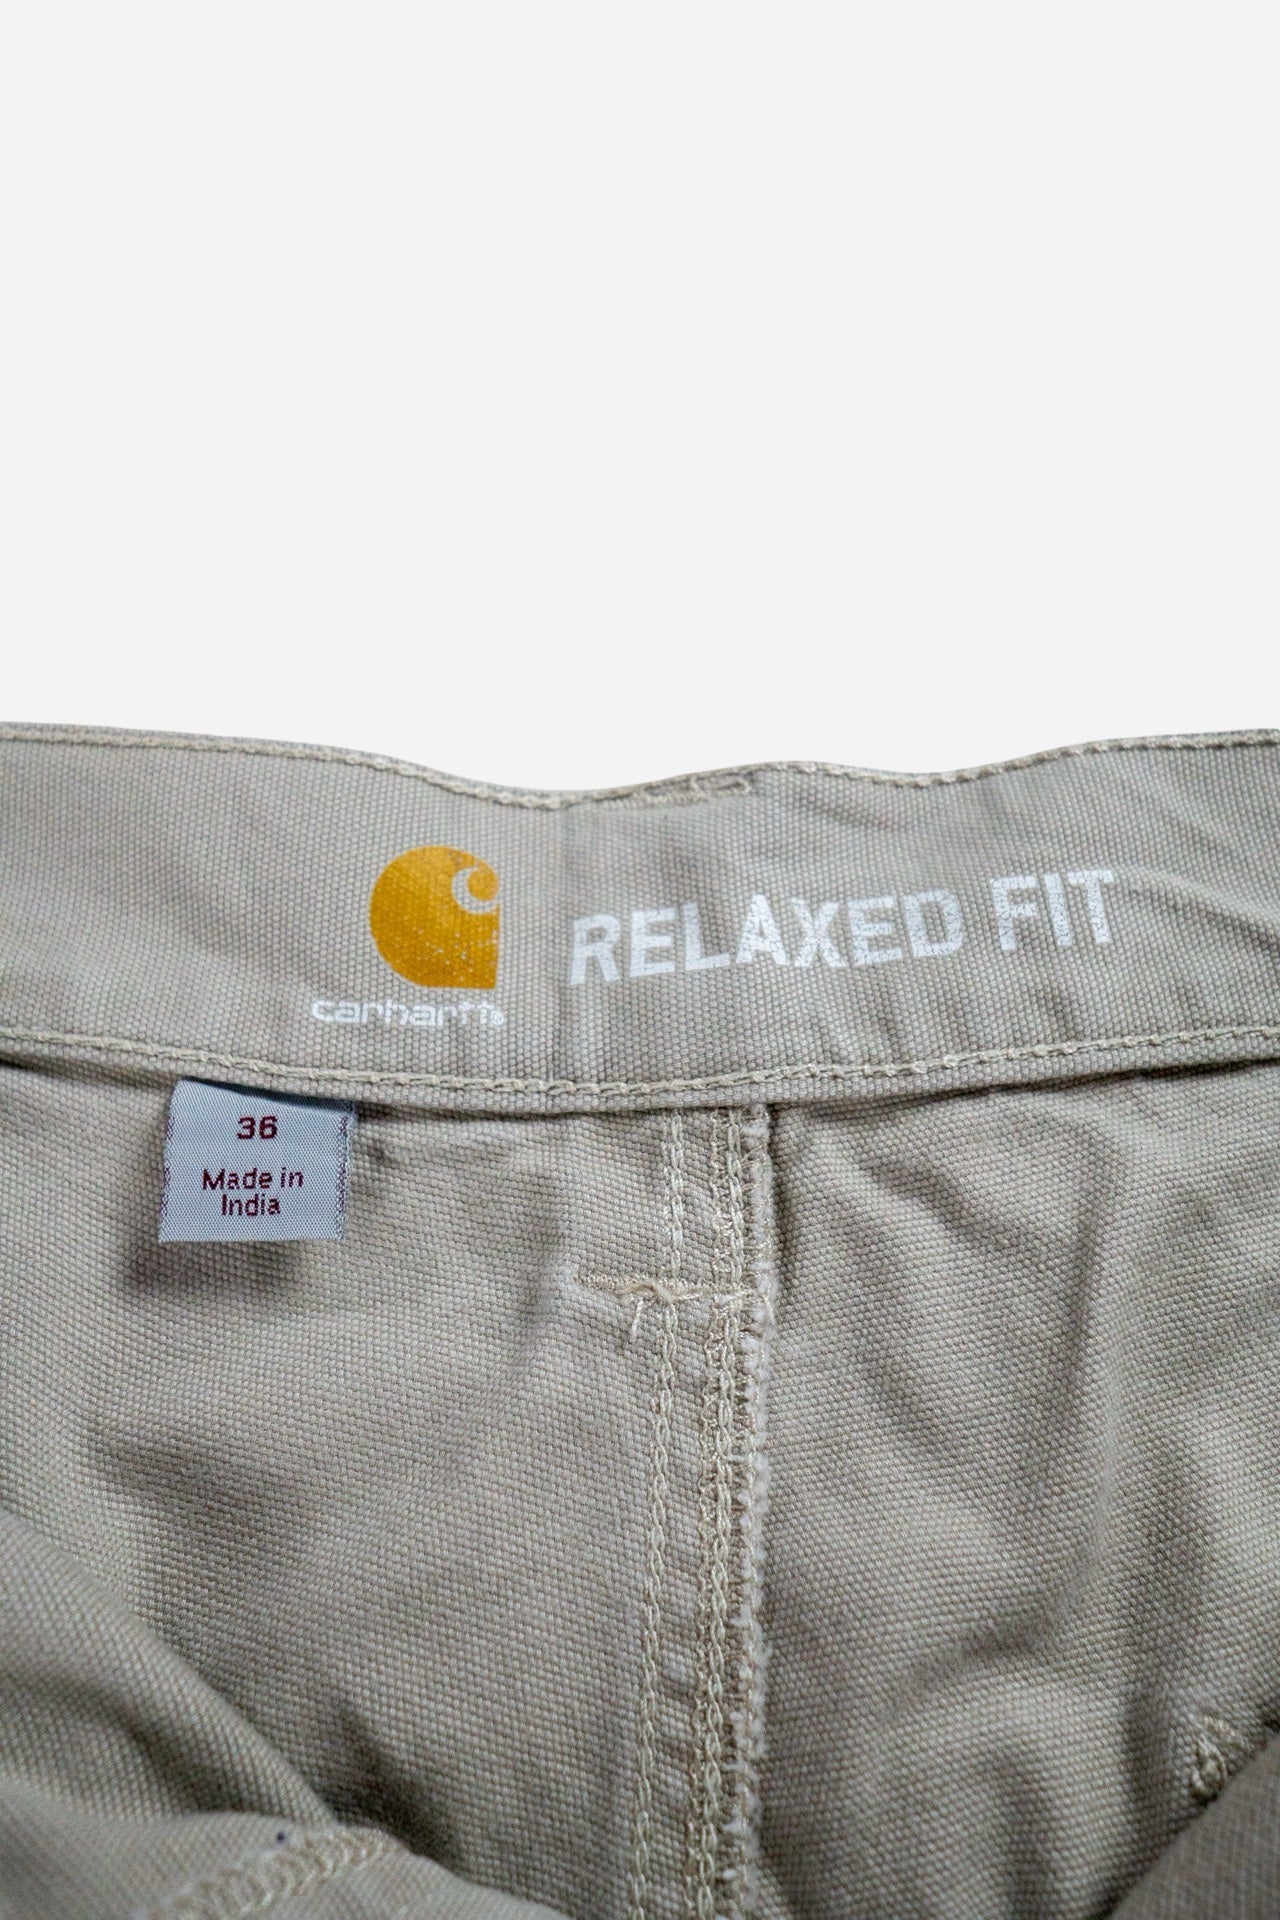 carhartt®
RELAXED FIT
36
Made in
India